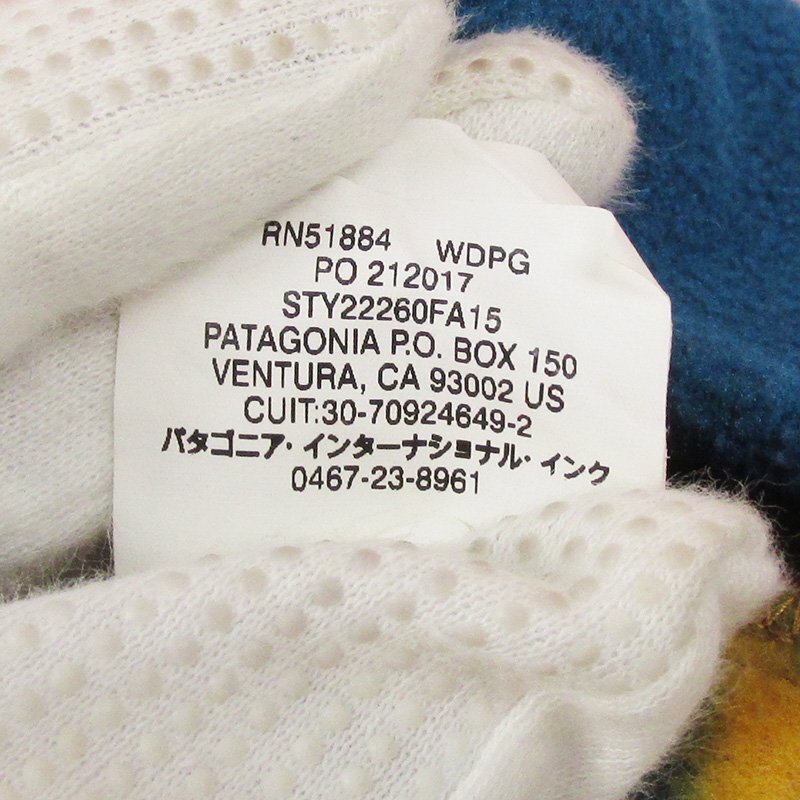 RN51884 WDPG
PO 212017
STY22260FA15
PATAGONIA P.O. BOX 150
VENTURA, CA 93002 US
CUIT:30-70924649-2
パタゴニア・インターナショナル・インク
0467-23-8961